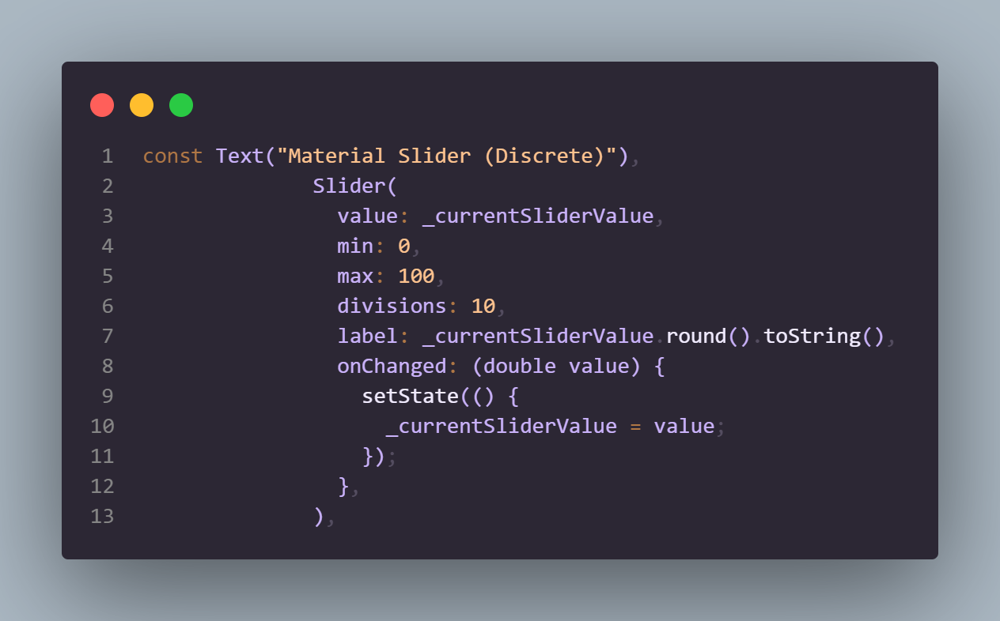 1 const Text("Material Slider (Discrete)"),
2 Slider(
3 value: _currentSliderValue,
4 min: 0,
5 max: 100,
6 divisions: 10,
7 label: _currentSliderValue.round().toString(),
8 onChanged: (double value) {
9 setState(() {
10 _currentSliderValue = value;
11 });
12 },
13 ),